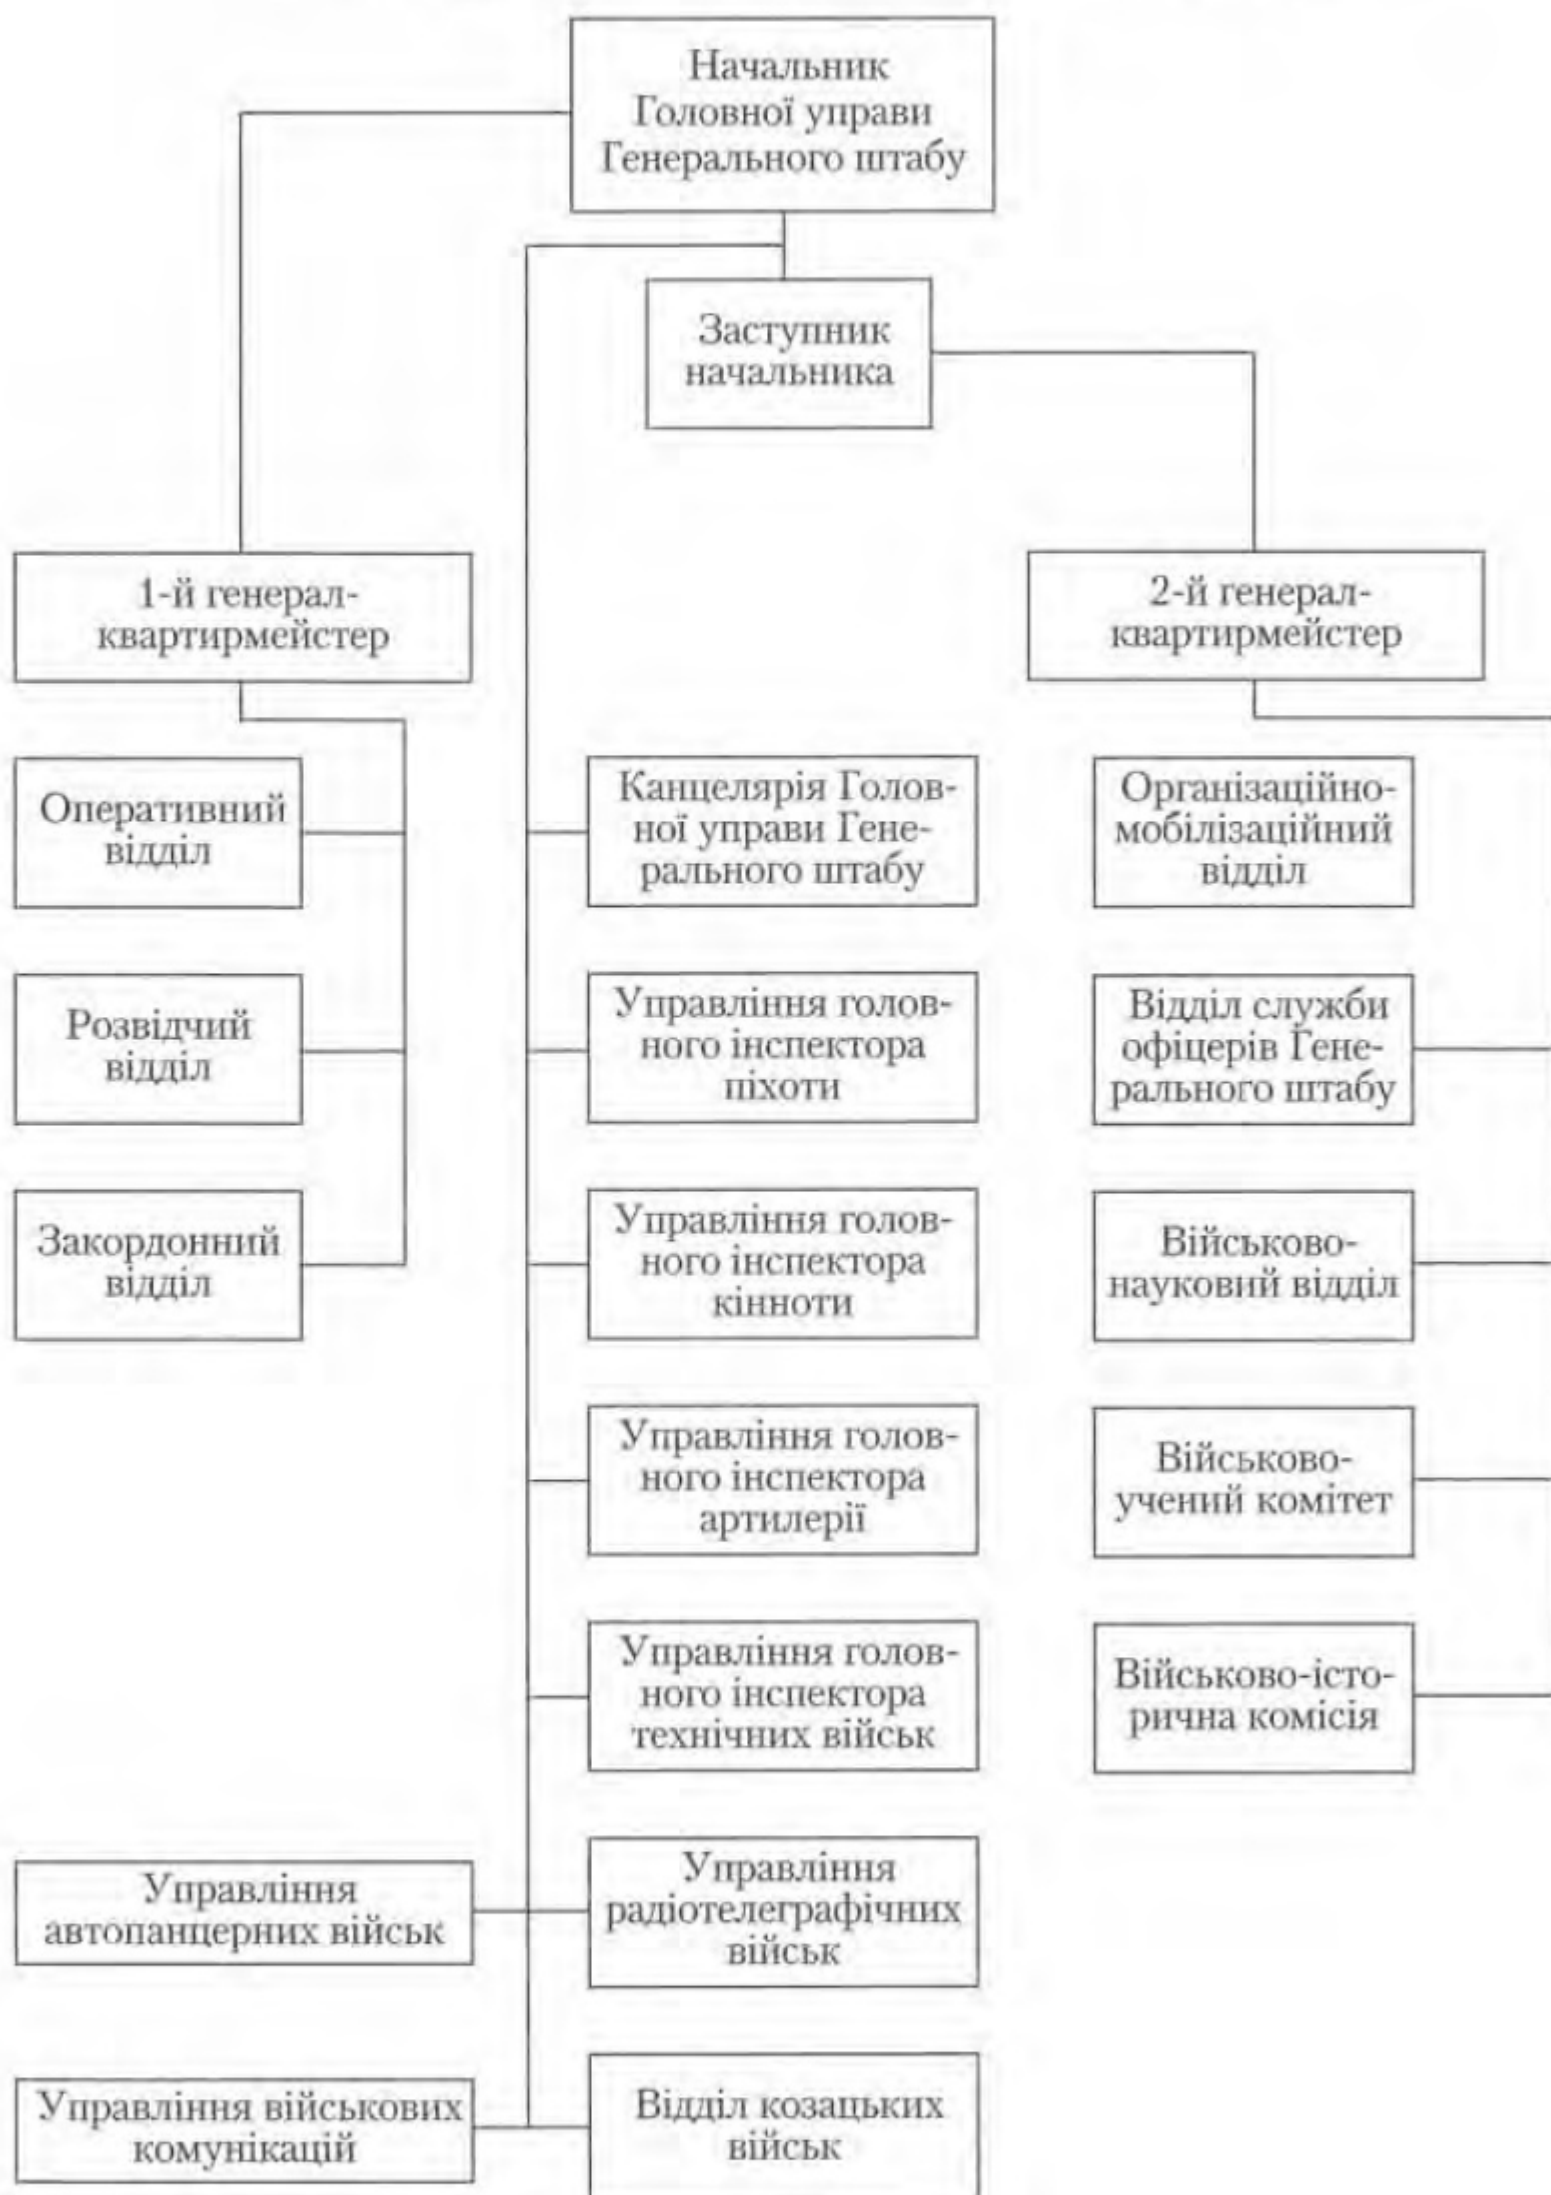 Начальник
Головної управи
Генерального штабу
Заступник
начальника
1-й генерал-
квартирмейстер
2-й генерал-
квартирмейстер
Оперативний
відділ
Канцелярія Голов-
ної управи Гене-
рального штабу
Організаційно-
мобілізаційний
відділ
Розвідчий
відділ
Управління голов-
ного інспектора
піхоти
Відділ служби
офіцерів Гене-
рального штабу
Закордонний
відділ
Управління голов-
ного інспектора
кінноти
Військово-
науковий відділ
Управління голов-
ного інспектора
артилерії
Військово-
учений комітет
Управління голов-
ного інспектора
технічних військ
Військово-істо-
рична комісія
Управління
автопанцерних військ
Управління
радіотелеграфічних
військ
Управління військових
комунікацій
Відділ козацьких
військ